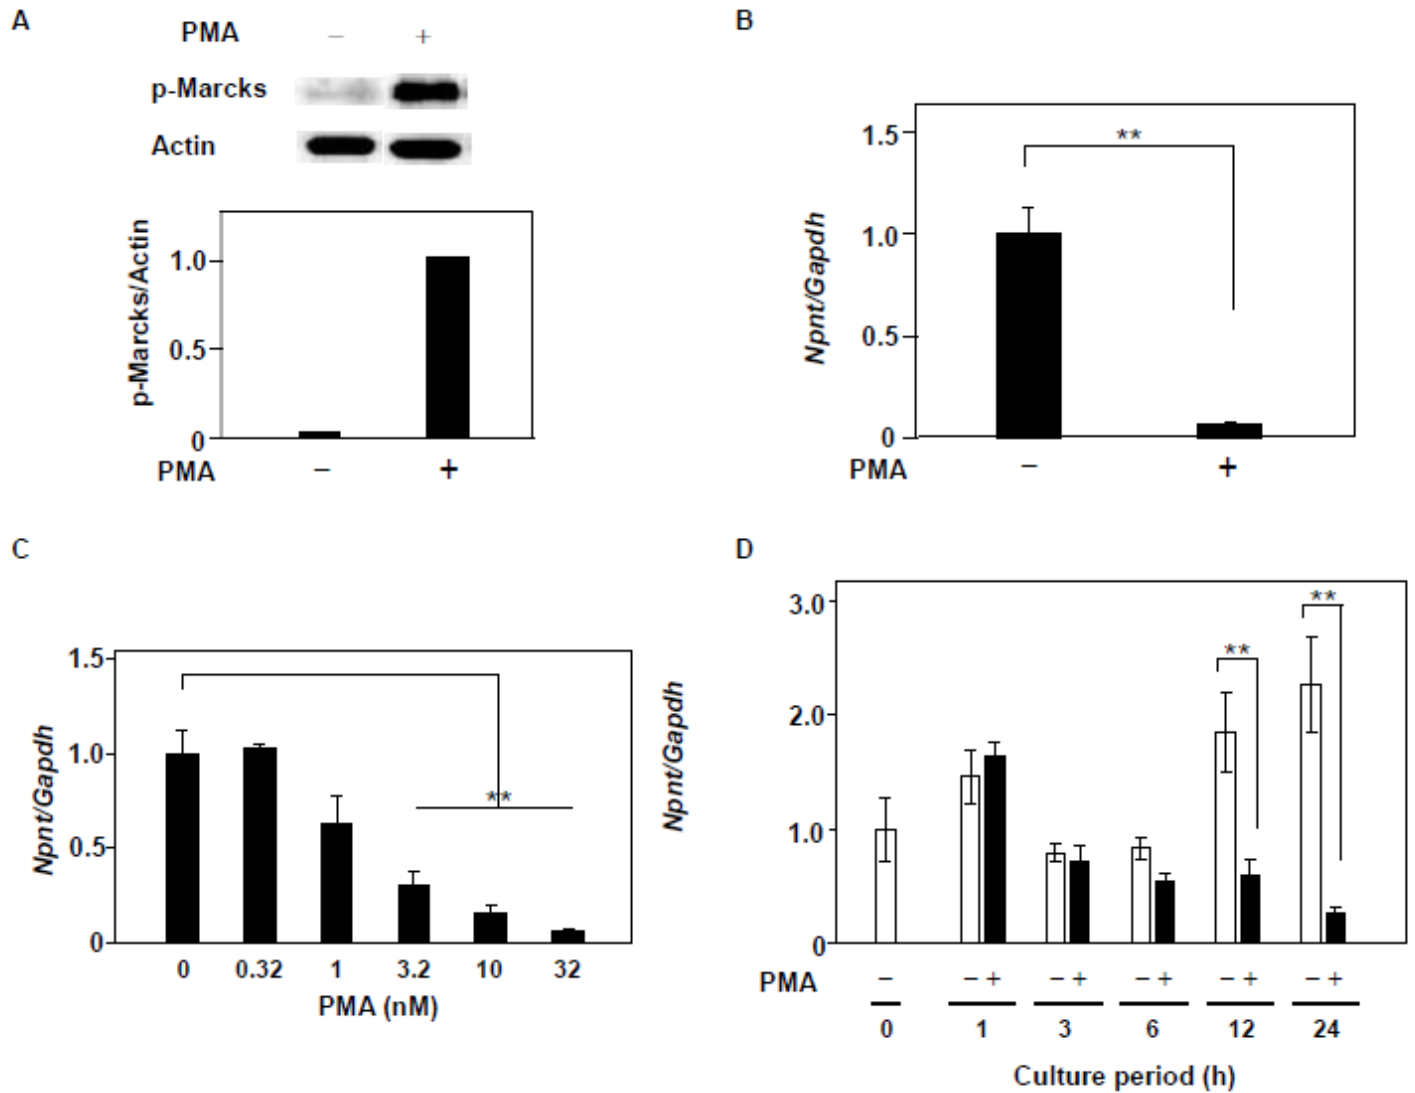 A
PMA − +
p-Marcks
Actin
p-Marcks/Actin
1.0
0.5
0
PMA − +
B
Npnt/Gapdh
1.5
1.0
0.5
0
**
PMA − +
C
Npnt/Gapdh
1.5
1.0
0.5
0
**
0 0.32 1 3.2 10 32
PMA (nM)
D
Npnt/Gapdh
3.0
2.0
1.0
0
**
**
PMA − − + − + − + − + − +
0 1 3 6 12 24
Culture period (h)